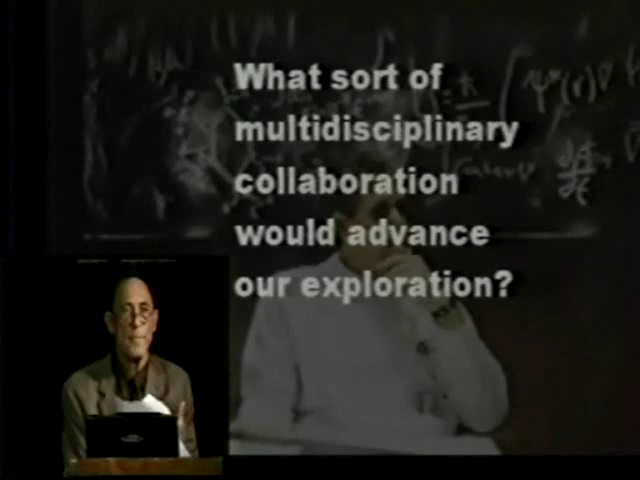 What sort of
multidisciplinary
collaboration
would advance
our exploration?